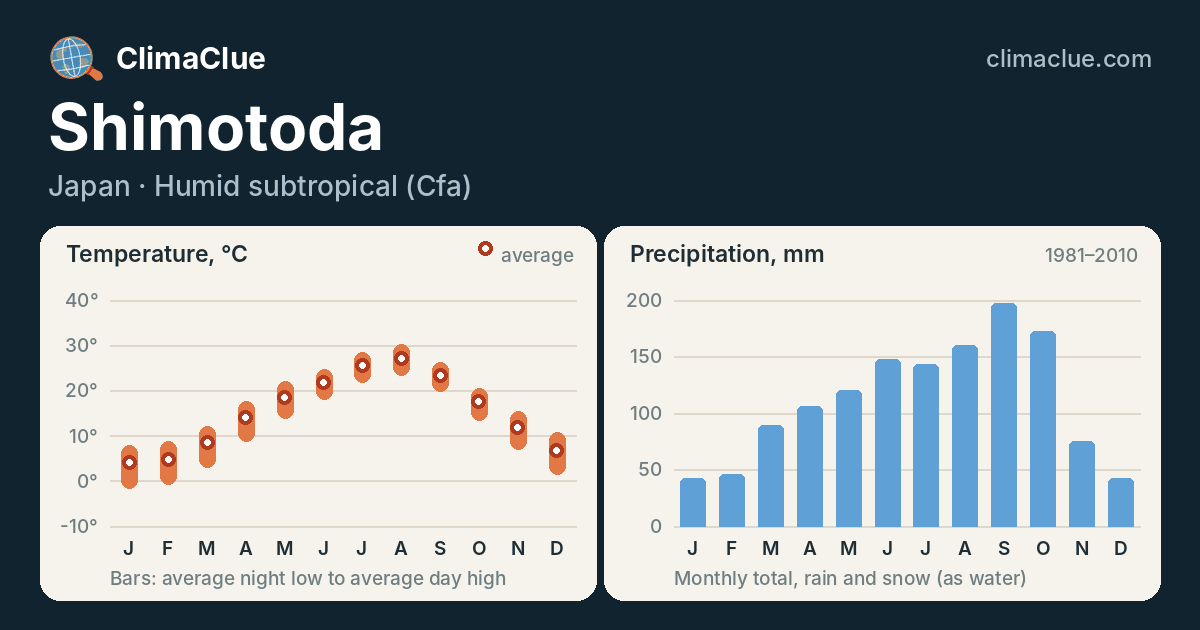 ClimaClue
climaclue.com
Shimotoda
Japan · Humid subtropical (Cfa)
Temperature, °C
average
40°
30°
20°
10°
0°
-10°
J F M A M J J A S O N D
Bars: average night low to average day high
Precipitation, mm
1981–2010
200
150
100
50
0
J F M A M J J A S O N D
Monthly total, rain and snow (as water)